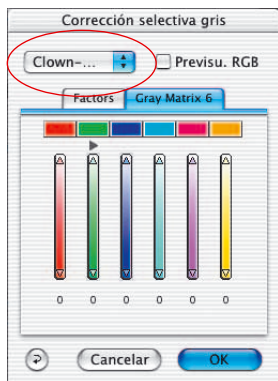 Corrección selectiva gris
Clown-...
Previsu. RGB
Factors
Gray Matrix 6
0 0 0 0 0 0
Cancelar
OK